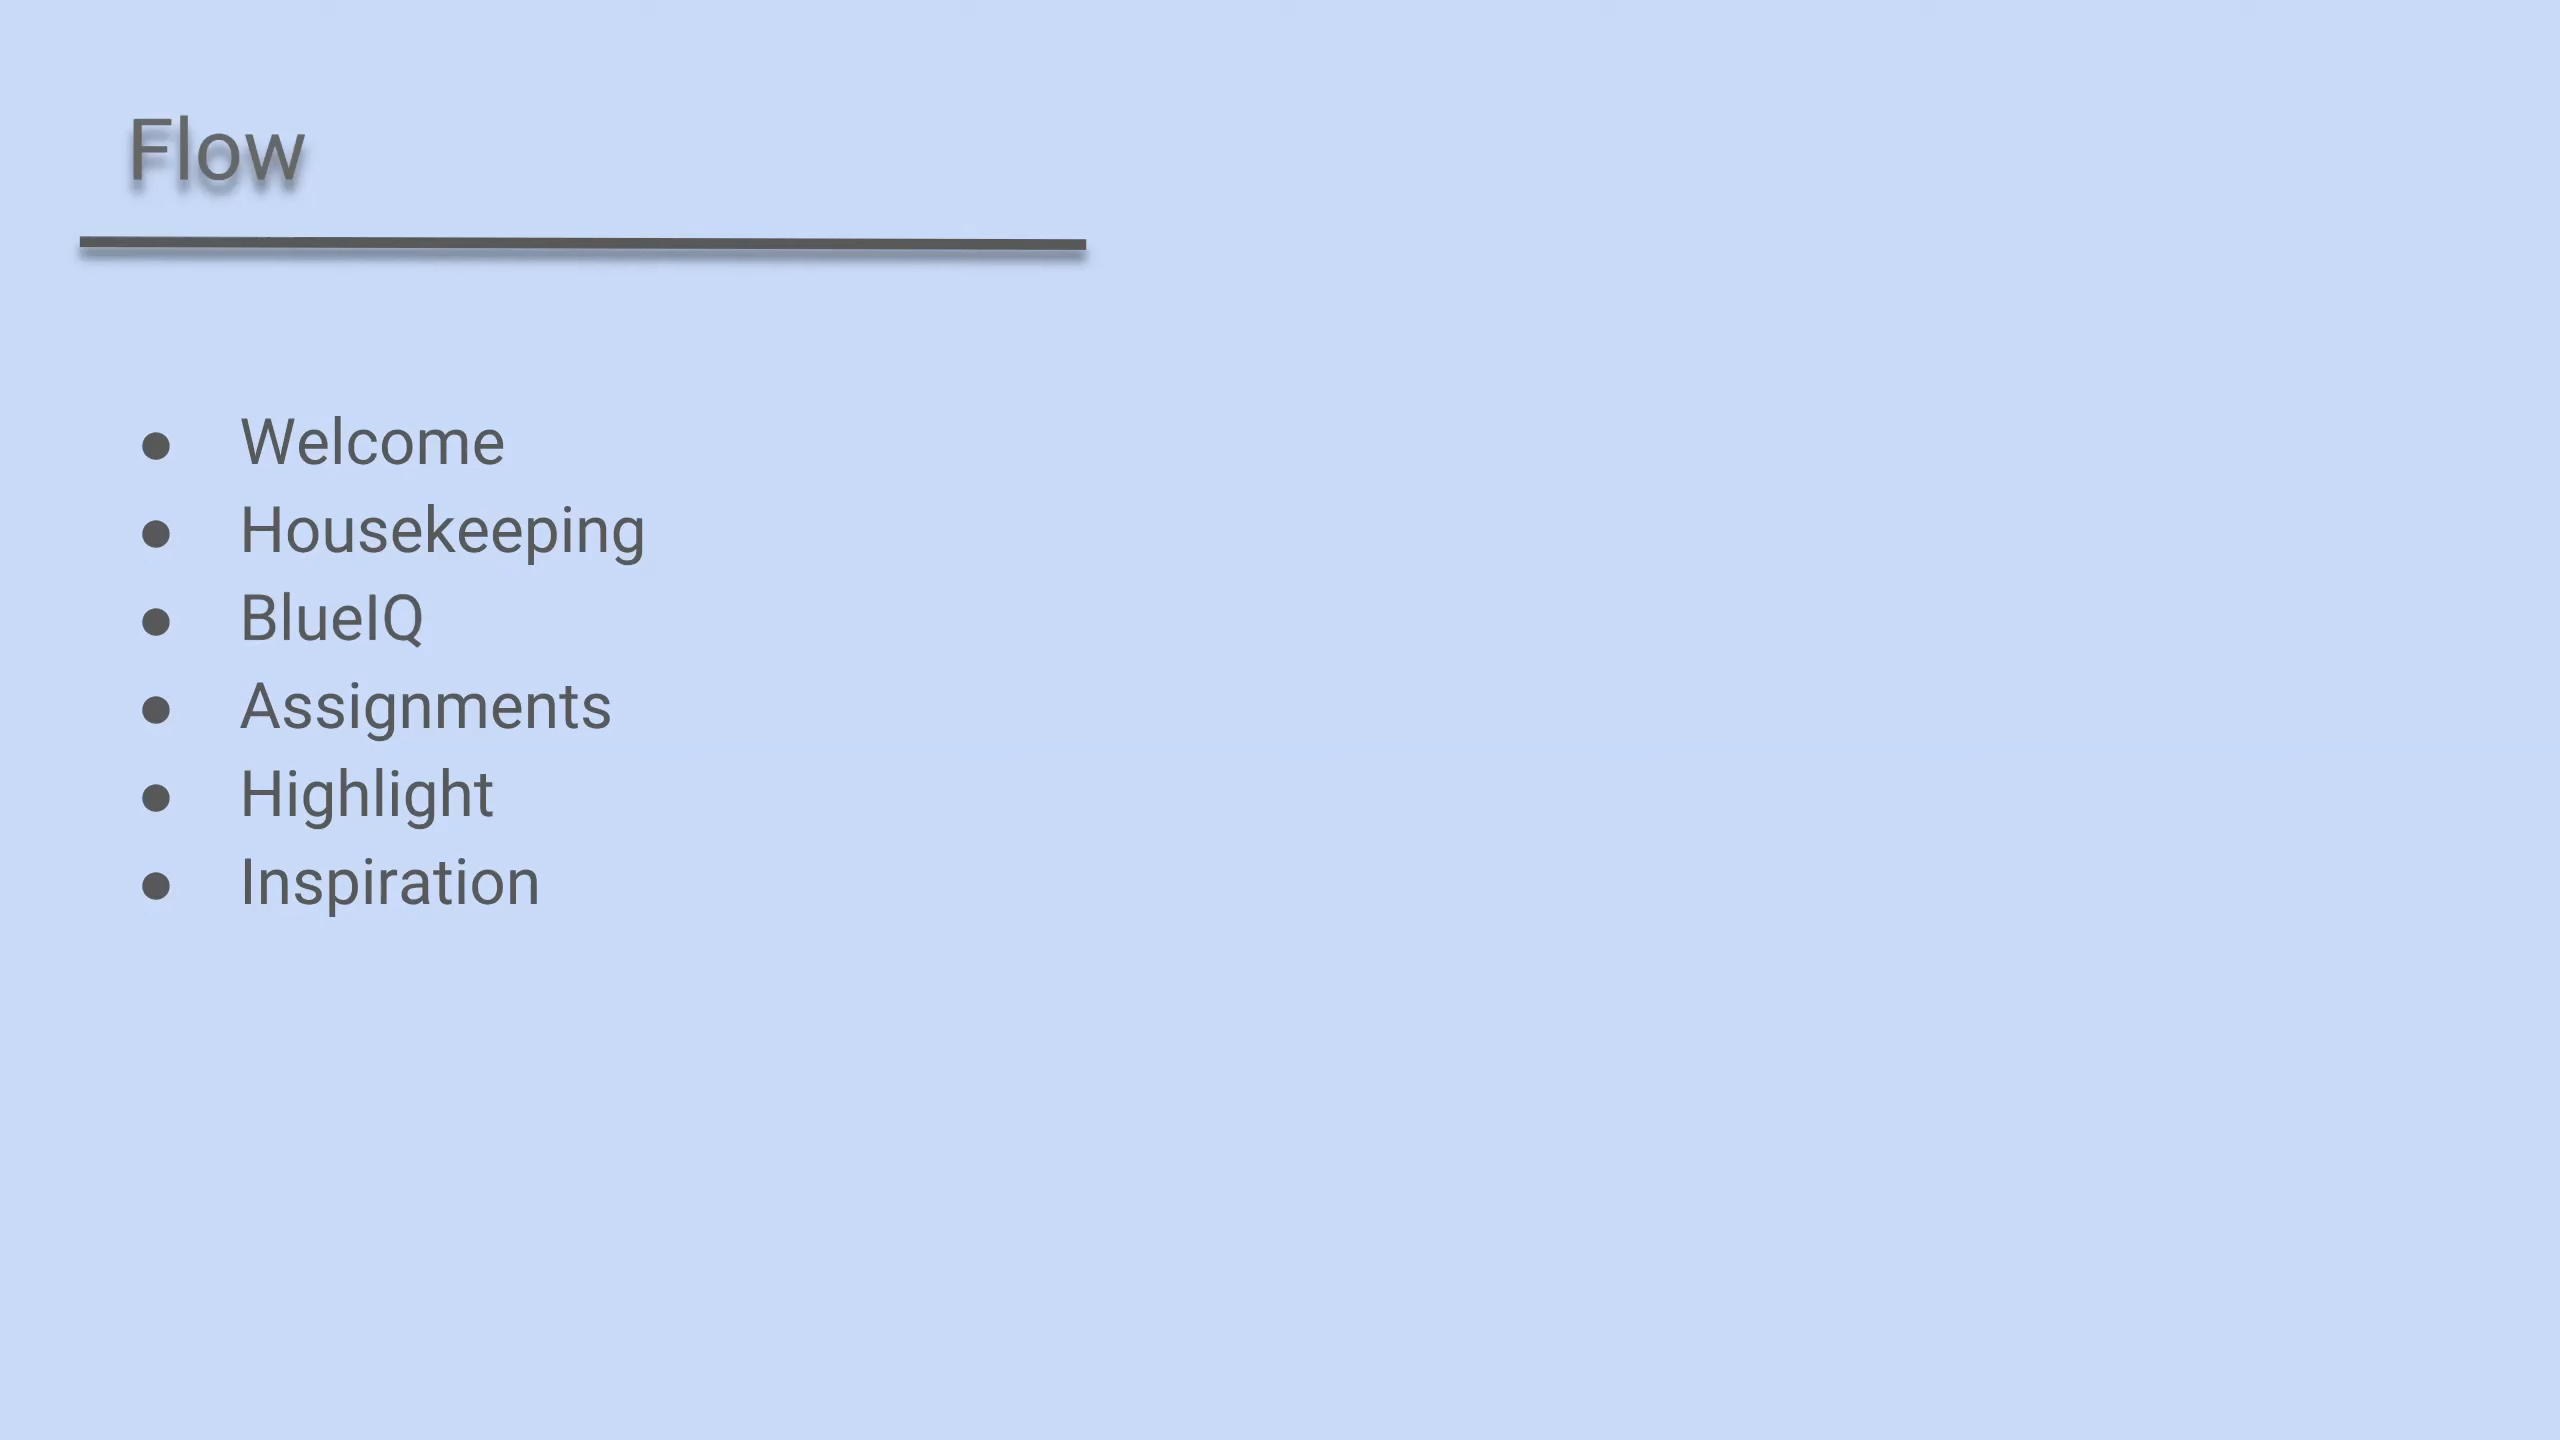 Flow
● Welcome
● Housekeeping
● BlueIQ
● Assignments
● Highlight
● Inspiration